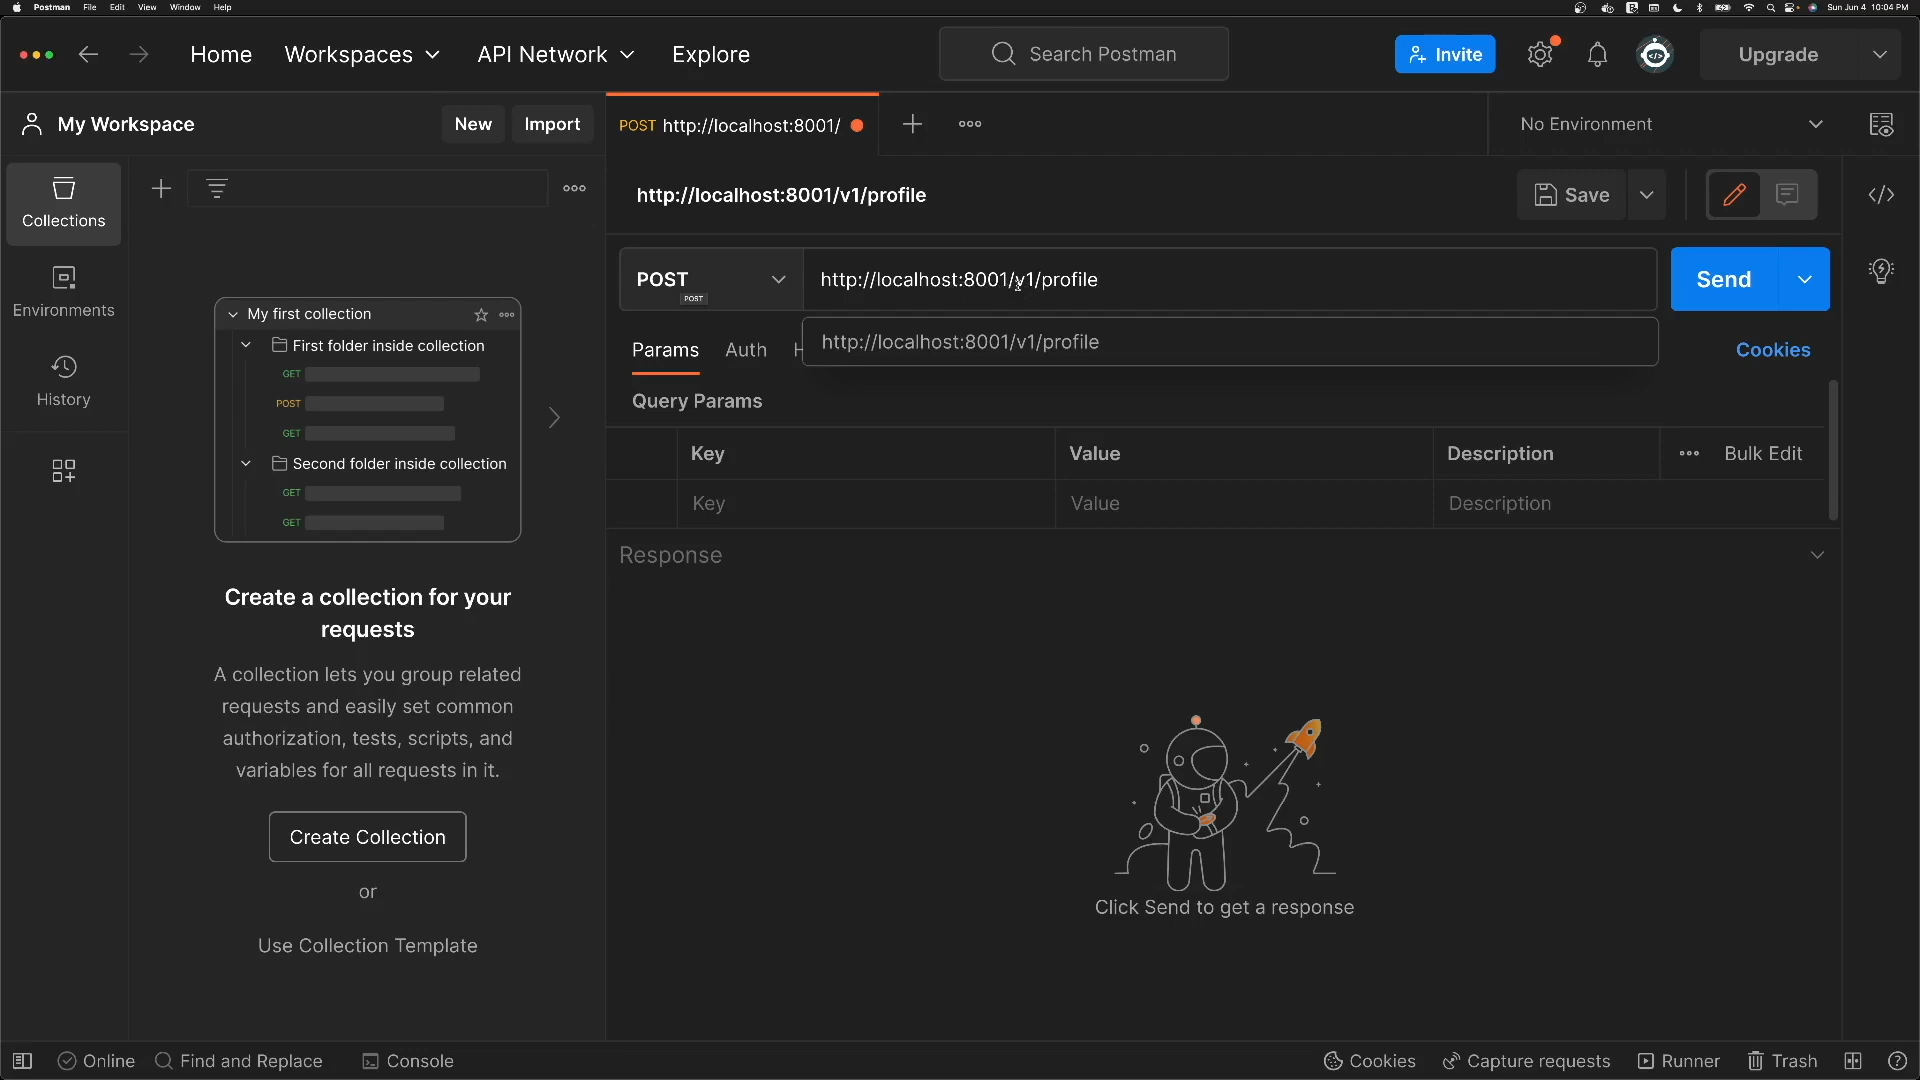 Postman File Edit View Window Help
Sun Jun 4 10:04 PM
Home
Workspaces
API Network
Explore
Search Postman
Invite
Upgrade
My Workspace
New
Import
POST http://localhost:8001/
No Environment
Collections
Environments
History
http://localhost:8001/v1/profile
Save
POST
POST
http://localhost:8001/v1/profile
Send
http://localhost:8001/v1/profile
Params
Auth
H
Cookies
Query Params
Key
Value
Description
Bulk Edit
Key
Value
Description
Response
Click Send to get a response
My first collection
First folder inside collection
GET
POST
GET
Second folder inside collection
GET
GET
Create a collection for your
requests
A collection lets you group related
requests and easily set common
authorization, tests, scripts, and
variables for all requests in it.
Create Collection
or
Use Collection Template
Online
Find and Replace
Console
Cookies
Capture requests
Runner
Trash